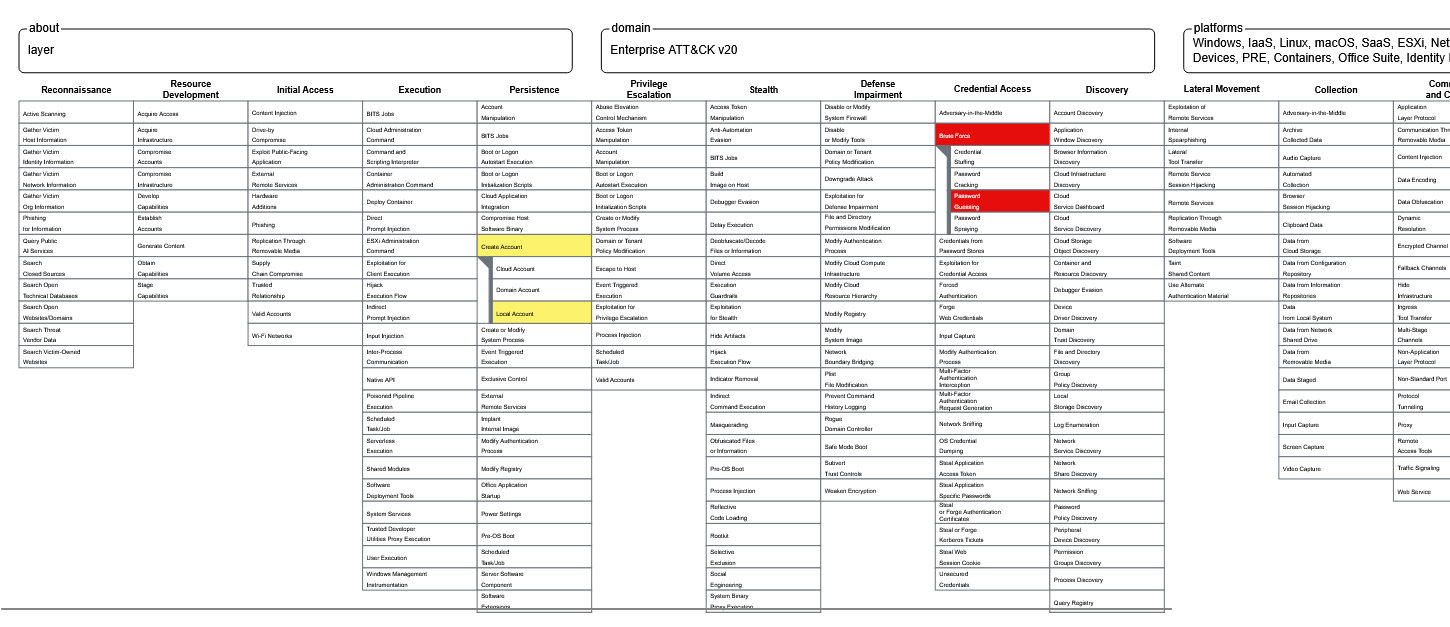 about
layer
domain
Enterprise ATT&CK v20
platforms
Windows, IaaS, Linux, macOS, SaaS, ESXi, Net
Devices, PRE, Containers, Office Suite, Identity
Reconnaissance
Active Scanning
Gather Victim
Host Information
Gather Victim
Identity Information
Gather Victim
Network Information
Gather Victim
Org Information
Phishing
for Information
Query Public
AI Services
Search
Closed Sources
Search Open
Technical Databases
Search Open
Websites/Domains
Search Threat
Vendor Data
Search Victim-Owned
Websites
Resource
Development
Acquire Access
Acquire
Infrastructure
Compromise
Accounts
Compromise
Infrastructure
Develop
Capabilities
Establish
Accounts
Generate Content
Obtain
Capabilities
Stage
Capabilities
Initial Access
Content Injection
Drive-by
Compromise
Exploit Public-Facing
Application
External
Remote Services
Hardware
Additions
Phishing
Replication Through
Removable Media
Supply
Chain Compromise
Trusted
Relationship
Valid Accounts
Wi-Fi Networks
Execution
BITS Jobs
Cloud Administration
Command
Command and
Scripting Interpreter
Container
Administration Command
Deploy Container
Direct
Prompt Injection
ESXi Administration
Command
Exploitation for
Client Execution
Hijack
Execution Flow
Indirect
Prompt Injection
Input Injection
Inter-Process
Communication
Native API
Poisoned Pipeline
Execution
Scheduled
Task/Job
Serverless
Execution
Shared Modules
Software
Deployment Tools
System Services
Trusted Developer
Utilities Proxy Execution
User Execution
Windows Management
Instrumentation
Persistence
Account
Manipulation
BITS Jobs
Boot or Logon
Autostart Execution
Boot or Logon
Initialization Scripts
Cloud Application
Integration
Compromise Host
Software Binary
Create Account
Cloud Account
Domain Account
Local Account
Create or Modify
System Process
Event Triggered
Execution
Exclusive Control
External
Remote Services
Implant
Internal Image
Modify Authentication
Process
Modify Registry
Office Application
Startup
Power Settings
Pre-OS Boot
Scheduled
Task/Job
Server Software
Component
Software
Extensions
Privilege
Escalation
Abuse Elevation
Control Mechanism
Access Token
Manipulation
Account
Manipulation
Boot or Logon
Autostart Execution
Boot or Logon
Initialization Scripts
Create or Modify
System Process
Domain or Tenant
Policy Modification
Escape to Host
Event Triggered
Execution
Exploitation for
Privilege Escalation
Process Injection
Scheduled
Task/Job
Valid Accounts
Stealth
Access Token
Manipulation
Anti-Automation
Evasion
BITS Jobs
Build
Image on Host
Debugger Evasion
Delay Execution
Deobfuscate/Decode
Files or Information
Direct
Volume Access
Execution
Guardrails
Exploitation
for Stealth
Hide Artifacts
Hijack
Execution Flow
Indicator Removal
Indirect
Command Execution
Masquerading
Obfuscated Files
or Information
Pre-OS Boot
Process Injection
Reflective
Code Loading
Rootkit
Selective
Exclusion
Social
Engineering
System Binary
Proxy Execution
Defense
Impairment
Disable or Modify
System Firewall
Disable
or Modify Tools
Domain or Tenant
Policy Modification
Downgrade Attack
Exploitation for
Defense Impairment
File and Directory
Permissions Modification
Modify Authentication
Process
Modify Cloud Compute
Infrastructure
Modify Cloud
Resource Hierarchy
Modify Registry
Modify
System Image
Network
Boundary Bridging
Plist
File Modification
Prevent Command
History Logging
Rogue
Domain Controller
Safe Mode Boot
Subvert
Trust Controls
Weaken Encryption
Credential Access
Adversary-in-the-Middle
Brute Force
Credential
Stuffing
Password
Cracking
Password
Guessing
Password
Spraying
Credentials from
Password Stores
Exploitation for
Credential Access
Forced
Authentication
Forge
Web Credentials
Input Capture
Modify Authentication
Process
Multi-Factor
Authentication
Interception
Multi-Factor
Authentication
Request Generation
Network Sniffing
OS Credential
Dumping
Steal Application
Access Token
Steal Application
Specific Passwords
Steal
or Forge Authentication
Certificates
Steal or Forge
Kerberos Tickets
Steal Web
Session Cookie
Unsecured
Credentials
Discovery
Account Discovery
Application
Window Discovery
Browser Information
Discovery
Cloud Infrastructure
Discovery
Cloud
Service Dashboard
Cloud
Service Discovery
Cloud Storage
Object Discovery
Container and
Resource Discovery
Debugger Evasion
Device
Driver Discovery
Domain
Trust Discovery
File and Directory
Discovery
Group
Policy Discovery
Local
Storage Discovery
Log Enumeration
Network
Service Discovery
Network
Share Discovery
Network Sniffing
Password
Policy Discovery
Peripheral
Device Discovery
Permission
Groups Discovery
Process Discovery
Query Registry
Lateral Movement
Exploitation of
Remote Services
Internal
Spearphishing
Lateral
Tool Transfer
Remote Service
Session Hijacking
Remote Services
Replication Through
Removable Media
Software
Deployment Tools
Taint
Shared Content
Use Alternate
Authentication Material
Collection
Adversary-in-the-Middle
Archive
Collected Data
Audio Capture
Automated
Collection
Browser
Session Hijacking
Clipboard Data
Data from
Cloud Storage
Data from Configuration
Repository
Data from Information
Repositories
Data
from Local System
Data from Network
Shared Drive
Data from
Removable Media
Data Staged
Email Collection
Input Capture
Screen Capture
Video Capture
Com
and C
Application
Layer Protocol
Communication Thr
Removable Media
Content Injection
Data Encoding
Data Obfuscation
Dynamic
Resolution
Encrypted Channel
Fallback Channels
Hide
Infrastructure
Ingress
Tool Transfer
Multi-Stage
Channels
Non-Application
Layer Protocol
Non-Standard Port
Protocol
Tunneling
Proxy
Remote
Access Tools
Traffic Signaling
Web Service